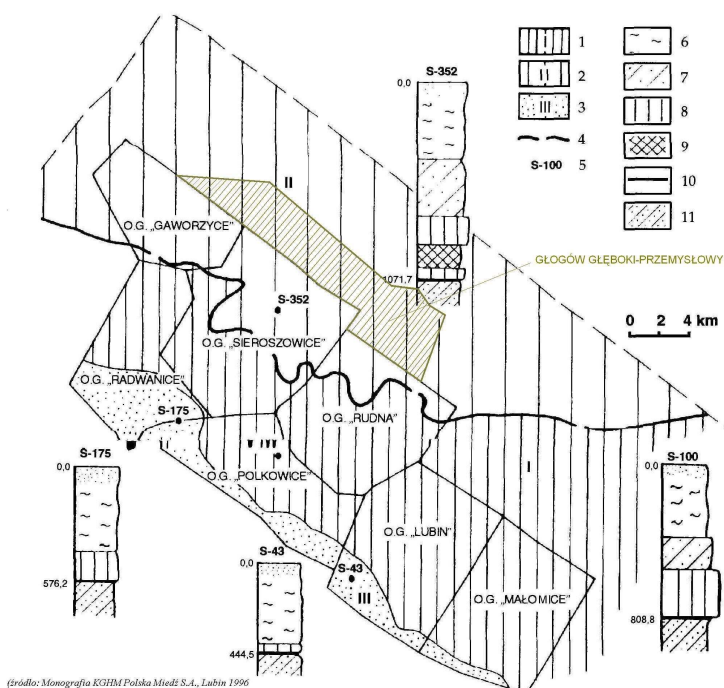 S-352
0,0
1071,7
I 1
II 2
III 3
4
S-100 5
6
7
8
9
10
11
II
O.G. „GAWORZYCE"
GŁOGÓW GŁĘBOKI-PRZEMYSŁOWY
S-352
0 2 4 km
O.G. „SIEROSZOWICE"
O.G. „RADWANICE"
S-175
O.G. „RUDNA"
S-175
0,0
576,2
O.G. „POLKOWICE"
I
S-100
0,0
808,8
O.G. „LUBIN"
S-43
0,0
444,5
S-43
III
O.G. „MAŁOMICE"
(źródło: Monografia KGHM Polska Miedź S.A., Lubin 1996